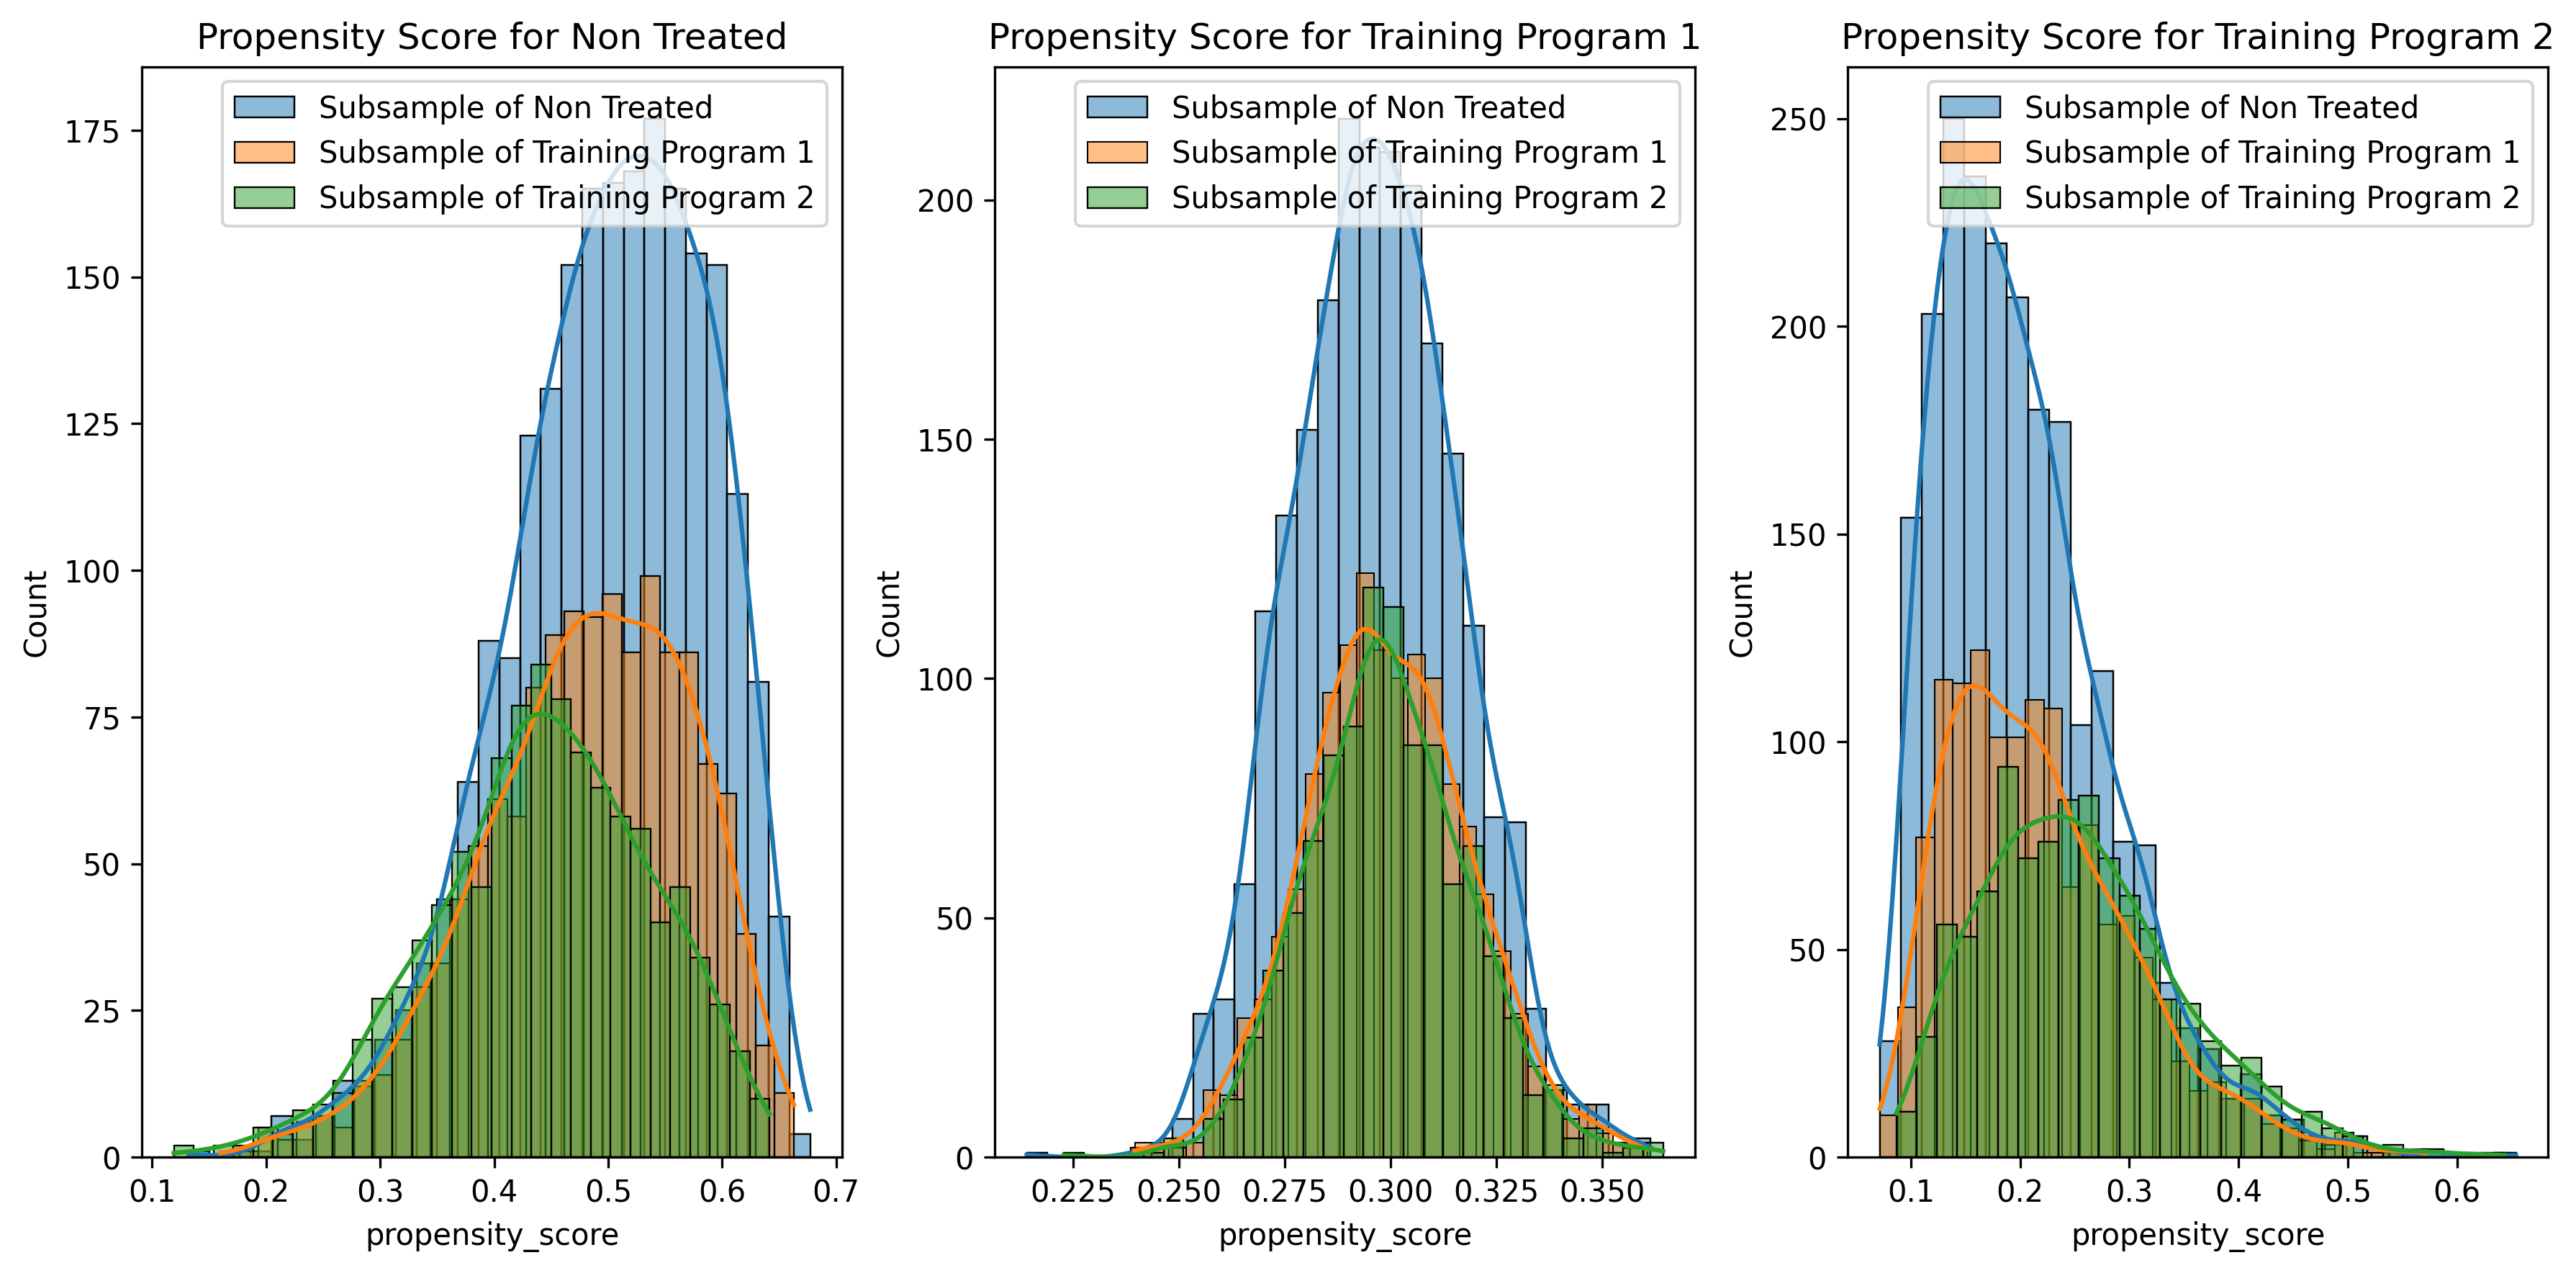 Propensity Score for Non Treated
Subsample of Non Treated
Subsample of Training Program 1
Subsample of Training Program 2
175
150
125
100
75
50
25
0
Count
0.1 0.2 0.3 0.4 0.5 0.6 0.7
propensity_score
Propensity Score for Training Program 1
Subsample of Non Treated
Subsample of Training Program 1
Subsample of Training Program 2
200
150
100
50
0
Count
0.225 0.250 0.275 0.300 0.325 0.350
propensity_score
Propensity Score for Training Program 2
Subsample of Non Treated
Subsample of Training Program 1
Subsample of Training Program 2
250
200
150
100
50
0
Count
0.1 0.2 0.3 0.4 0.5 0.6
propensity_score